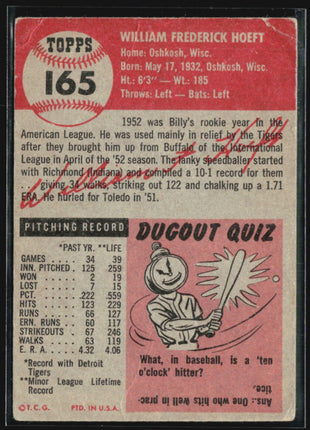 TOPPS
165
WILLIAM FREDERICK HOEFT
Home: Oshkosh, Wisc.
Born: May 17, 1932, Oshkosh, Wisc.
Ht.: 6'3" — Wt.: 185
Throws: Left — Bats: Left
1952 was Billy's rookie year in the
American League. He was used mainly in relief by the Tigers
after they brought him up from Buffalo of the International
League in April of the '52 season. The lanky speedballer started
with Richmond (Indiana) and compiled a 10-1 record for them
. . . giving 34 walks, striking out 122 and chalking up a 1.71
ERA. He hurled for Toledo in '51.
William F. Hoeft
PITCHING RECORD
*PAST YR. **LIFE
GAMES 34 39
INN. PITCHED 125 259
WON 2 19
LOST 7 15
PCT. .222 .559
HITS 123 227
RUNS 66 127
ERN. RUNS 60 117
STRIKEOUTS 67 246
WALKS 63 119
E. R. A. 4.32 4.06
*Record with Detroit
Tigers
**Minor League Lifetime
Record
DUGOUT QUIZ
What, in baseball, is a 'ten
o'clock' hitter?
Ans.: One who hits well in prac-
tice.
©T.C.G. PTD. IN U.S.A.